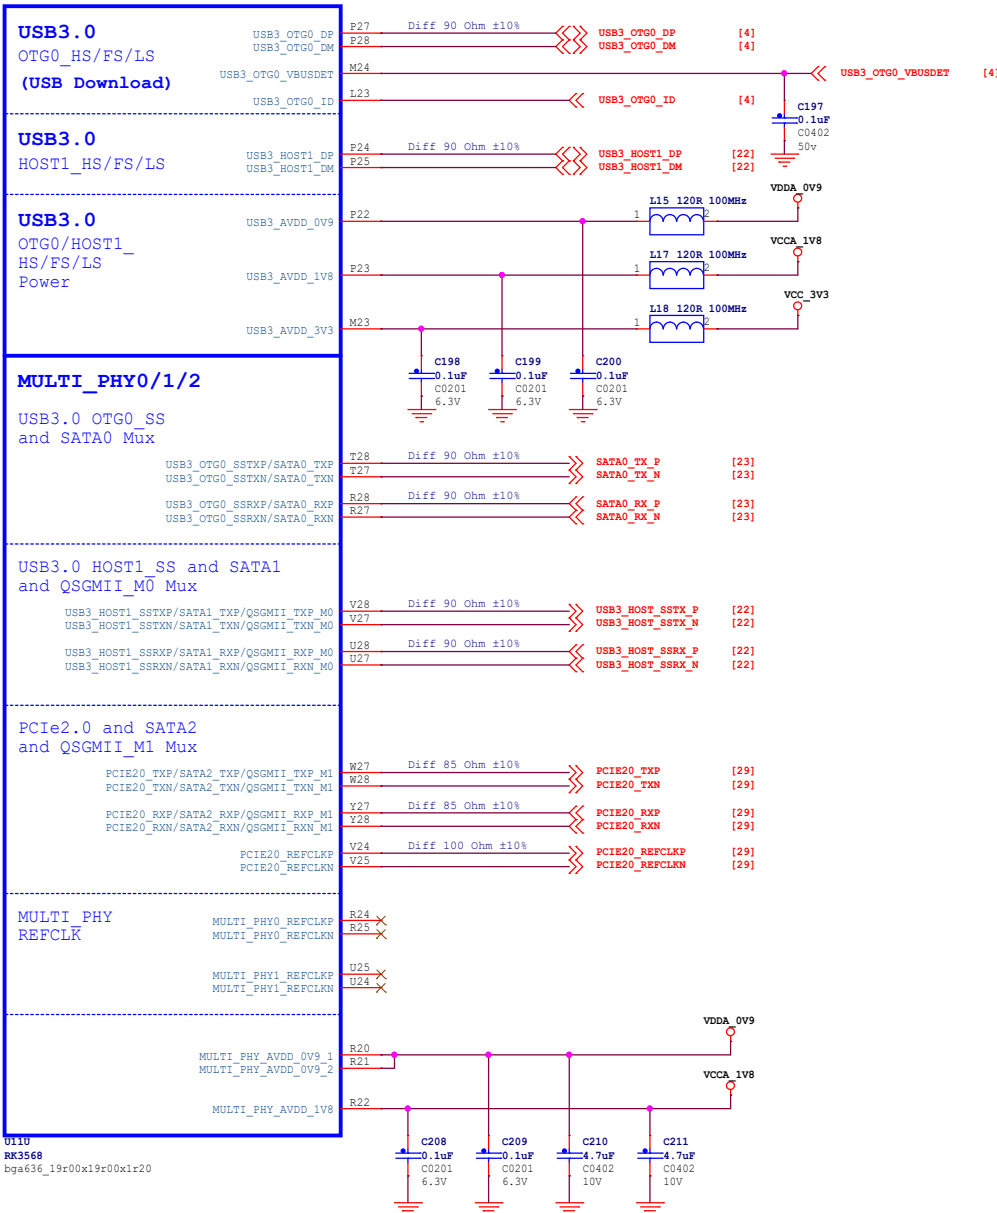 USB3.0
OTG0_HS/FS/LS
(USB Download)
USB3_OTG0_DP P27 Diff 90 Ohm ±10% USB3_OTG0_DP [4]
USB3_OTG0_DM P28 USB3_OTG0_DM [4]
USB3_OTG0_VBUSDET M24 USB3_OTG0_VBUSDET [4]
USB3_OTG0_ID L23 USB3_OTG0_ID [4]
C197
0.1uF
C0402
50v
USB3.0
HOST1_HS/FS/LS
USB3_HOST1_DP P24 Diff 90 Ohm ±10% USB3_HOST1_DP [22]
USB3_HOST1_DM P25 USB3_HOST1_DM [22]
USB3.0
OTG0/HOST1_
HS/FS/LS
Power
USB3_AVDD_0V9 P22 1 L15 120R 100MHz 2 VDDA_0V9
USB3_AVDD_1V8 P23 1 L17 120R 100MHz 2 VCCA_1V8
USB3_AVDD_3V3 M23 1 L18 120R 100MHz 2 VCC_3V3
C198 C199 C200
0.1uF 0.1uF 0.1uF
C0201 C0201 C0201
6.3V 6.3V 6.3V
MULTI_PHY0/1/2
USB3.0 OTG0_SS
and SATA0 Mux
USB3_OTG0_SSTXP/SATA0_TXP T28 Diff 90 Ohm ±10% SATA0_TX_P [23]
USB3_OTG0_SSTXN/SATA0_TXN T27 SATA0_TX_N [23]
USB3_OTG0_SSRXP/SATA0_RXP R28 Diff 90 Ohm ±10% SATA0_RX_P [23]
USB3_OTG0_SSRXN/SATA0_RXN R27 SATA0_RX_N [23]
USB3.0 HOST1_SS and SATA1
and QSGMII_M0 Mux
USB3_HOST1_SSTXP/SATA1_TXP/QSGMII_TXP_M0 V28 Diff 90 Ohm ±10% USB3_HOST_SSTX_P [22]
USB3_HOST1_SSTXN/SATA1_TXN/QSGMII_TXN_M0 V27 USB3_HOST_SSTX_N [22]
USB3_HOST1_SSRXP/SATA1_RXP/QSGMII_RXP_M0 U28 Diff 90 Ohm ±10% USB3_HOST_SSRX_P [22]
USB3_HOST1_SSRXN/SATA1_RXN/QSGMII_RXN_M0 U27 USB3_HOST_SSRX_N [22]
PCIe2.0 and SATA2
and QSGMII_M1 Mux
PCIE20_TXP/SATA2_TXP/QSGMII_TXP_M1 W27 Diff 85 Ohm ±10% PCIE20_TXP [29]
PCIE20_TXN/SATA2_TXN/QSGMII_TXN_M1 W28 PCIE20_TXN [29]
PCIE20_RXP/SATA2_RXP/QSGMII_RXP_M1 Y27 Diff 85 Ohm ±10% PCIE20_RXP [29]
PCIE20_RXN/SATA2_RXN/QSGMII_RXN_M1 Y28 PCIE20_RXN [29]
PCIE20_REFCLKP V24 Diff 100 Ohm ±10% PCIE20_REFCLKP [29]
PCIE20_REFCLKN V25 PCIE20_REFCLKN [29]
MULTI_PHY
REFCLK
MULTI_PHY0_REFCLKP R24
MULTI_PHY0_REFCLKN R25
MULTI_PHY1_REFCLKP U25
MULTI_PHY1_REFCLKN U24
VDDA_0V9
MULTI_PHY_AVDD_0V9_1 R20
MULTI_PHY_AVDD_0V9_2 R21
VCCA_1V8
MULTI_PHY_AVDD_1V8 R22
C208 C209 C210 C211
0.1uF 0.1uF 4.7uF 4.7uF
C0201 C0201 C0402 C0402
6.3V 6.3V 10V 10V
U11U
RK3568
bga636_19r00x19r00x1r20